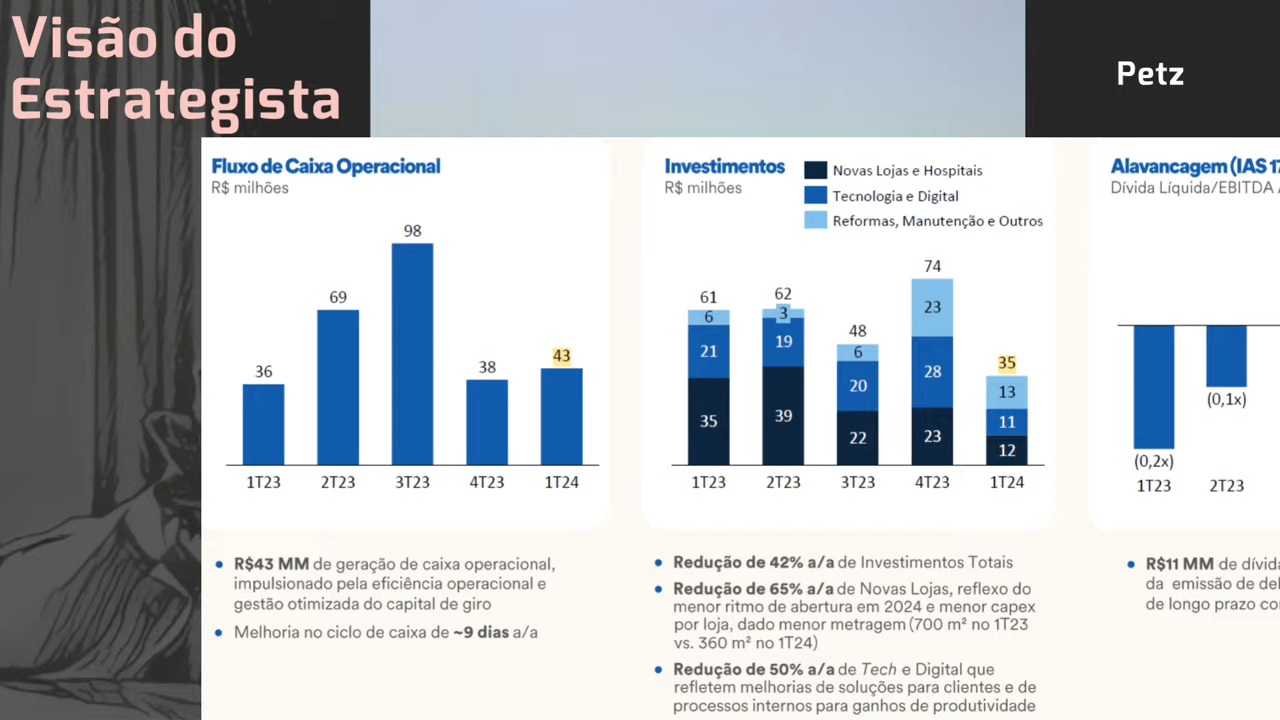 Visão do
Estrategista
Petz
Fluxo de Caixa Operacional
R$ milhões
98
69
36
38
43
1T23
2T23
3T23
4T23
1T24
R$43 MM de geração de caixa operacional,
impulsionado pela eficiência operacional e
gestão otimizada do capital de giro
Melhoria no ciclo de caixa de ~9 dias a/a
Investimentos
R$ milhões
Novas Lojas e Hospitais
Tecnologia e Digital
Reformas, Manutenção e Outros
61
6
21
35
62
3
19
39
48
6
20
22
74
23
28
23
35
13
11
12
1T23
2T23
3T23
4T23
1T24
Redução de 42% a/a de Investimentos Totais
Redução de 65% a/a de Novas Lojas, reflexo do
menor ritmo de abertura em 2024 e menor capex
por loja, dado menor metragem (700 m² no 1T23
vs. 360 m² no 1T24)
Redução de 50% a/a de Tech e Digital que
refletem melhorias de soluções para clientes e de
processos internos para ganhos de produtividade
Alavancagem (IAS 17
Dívida Líquida/EBITDA
(0,2x)
(0,1x)
1T23
2T23
R$11 MM de
da emissão de
de longo prazo